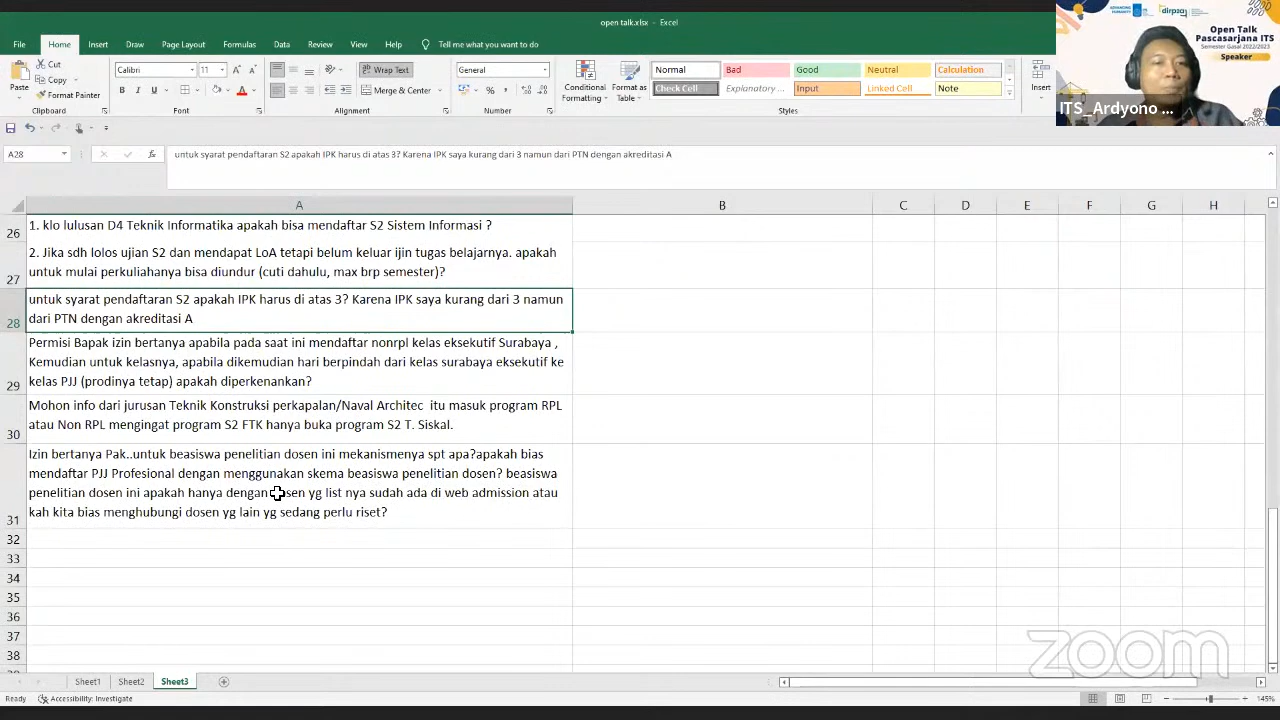 open talk.xlsx - Excel
File Home Insert Draw Page Layout Formulas Data Review View Help Tell me what you want to do
Cut
Copy
Format Painter
Paste
Calibri 11
Wrap Text
Merge & Center
General
Conditional Formatting
Format as Table
Normal Bad Good Neutral Calculation
Check Cell Explanatory ... Input Linked Cell Note
Insert
Clipboard Font Alignment Number Styles
ADVANCING HUMANITY dirpasq
Open Talk
Pascasarjana ITS
Semester Gasal 2022/2023
Speaker
ITS_Ardyono ...
A28 fx untuk syarat pendaftaran S2 apakah IPK harus di atas 3? Karena IPK saya kurang dari 3 namun dari PTN dengan akreditasi A
A B C D E F G H
26 1. klo lulusan D4 Teknik Informatika apakah bisa mendaftar S2 Sistem Informasi ?
2. Jika sdh lolos ujian S2 dan mendapat LoA tetapi belum keluar ijin tugas belajarnya. apakah
27 untuk mulai perkuliahanya bisa diundur (cuti dahulu, max brp semester)?
untuk syarat pendaftaran S2 apakah IPK harus di atas 3? Karena IPK saya kurang dari 3 namun
28 dari PTN dengan akreditasi A
Permisi Bapak izin bertanya apabila pada saat ini mendaftar nonrpl kelas eksekutif Surabaya ,
Kemudian untuk kelasnya, apabila dikemudian hari berpindah dari kelas surabaya eksekutif ke
29 kelas PJJ (prodinya tetap) apakah diperkenankan?
Mohon info dari jurusan Teknik Konstruksi perkapalan/Naval Architec itu masuk program RPL
30 atau Non RPL mengingat program S2 FTK hanya buka program S2 T. Siskal.
Izin bertanya Pak..untuk beasiswa penelitian dosen ini mekanismenya spt apa?apakah bias
mendaftar PJJ Profesional dengan menggunakan skema beasiswa penelitian dosen? beasiswa
penelitian dosen ini apakah hanya dengan dosen yg list nya sudah ada di web admission atau
31 kah kita bias menghubungi dosen yg lain yg sedang perlu riset?
32
33
34
35
36
37
38
zoom
Sheet1 Sheet2 Sheet3
Ready Accessibility: Investigate 145%